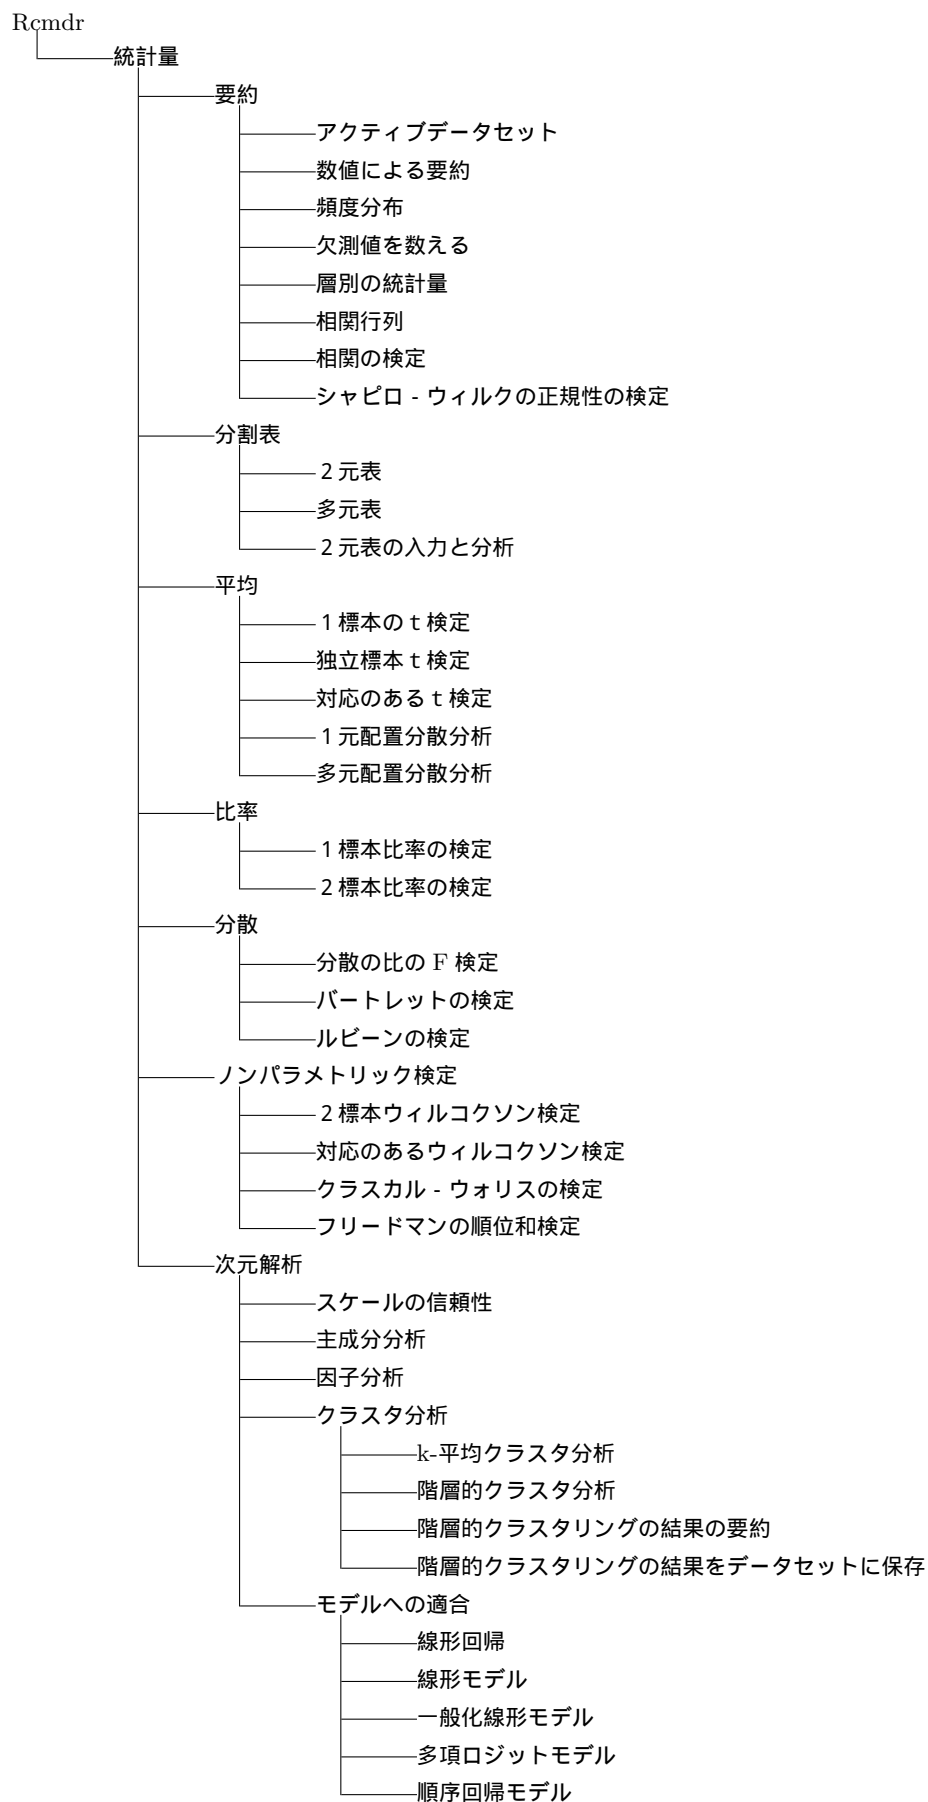 Rcmdr
統計量
要約
アクティブデータセット
数値による要約
頻度分布
欠測値を数える
層別の統計量
相関行列
相関の検定
シャピロ - ウィルクの正規性の検定
分割表
２元表
多元表
２元表の入力と分析
平均
１標本の t 検定
独立標本 t 検定
対応のある t 検定
１元配置分散分析
多元配置分散分析
比率
１標本比率の検定
２標本比率の検定
分散
分散の比の F 検定
バートレットの検定
ルビーンの検定
ノンパラメトリック検定
２標本ウィルコクソン検定
対応のあるウィルコクソン検定
クラスカル - ウォリスの検定
フリードマンの順位和検定
次元解析
スケールの信頼性
主成分分析
因子分析
クラスタ分析
k-平均クラスタ分析
階層的クラスタ分析
階層的クラスタリングの結果の要約
階層的クラスタリングの結果をデータセットに保存
モデルへの適合
線形回帰
線形モデル
一般化線形モデル
多項ロジットモデル
順序回帰モデル